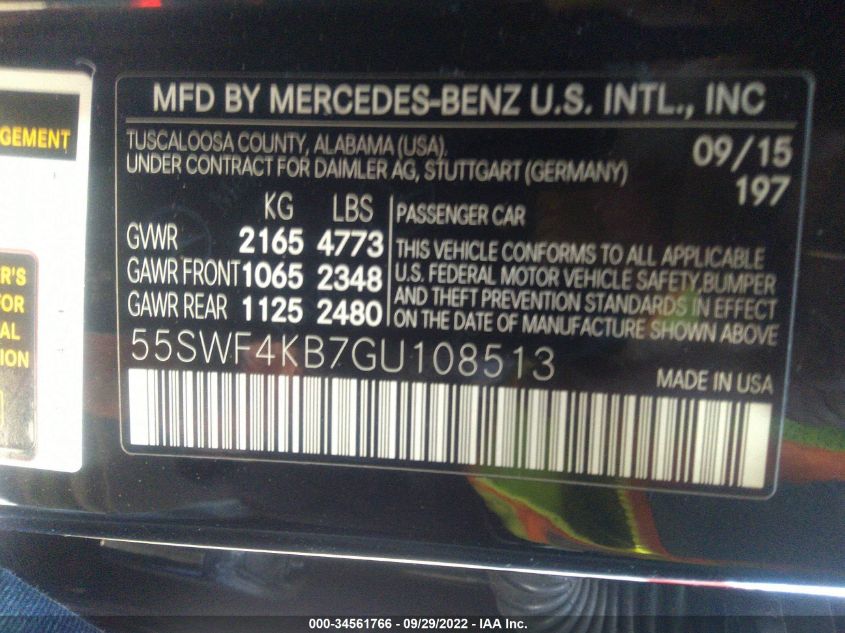 MFD BY MERCEDES-BENZ U.S. INTL., INC
TUSCALOOSA COUNTY, ALABAMA (USA).
UNDER CONTRACT FOR DAIMLER AG, STUTTGART (GERMANY)
09/15
197
KG LBS
GVWR 2165 4773
GAWR FRONT 1065 2348
GAWR REAR 1125 2480
PASSENGER CAR
THIS VEHICLE CONFORMS TO ALL APPLICABLE
U.S. FEDERAL MOTOR VEHICLE SAFETY, BUMPER
AND THEFT PREVENTION STANDARDS IN EFFECT
ON THE DATE OF MANUFACTURE SHOWN ABOVE
55SWF4KB7GU108513
MADE IN USA
GEMENT
ER'S
TOR
AL
TION
000-34561766 - 09/29/2022 - IAA Inc.